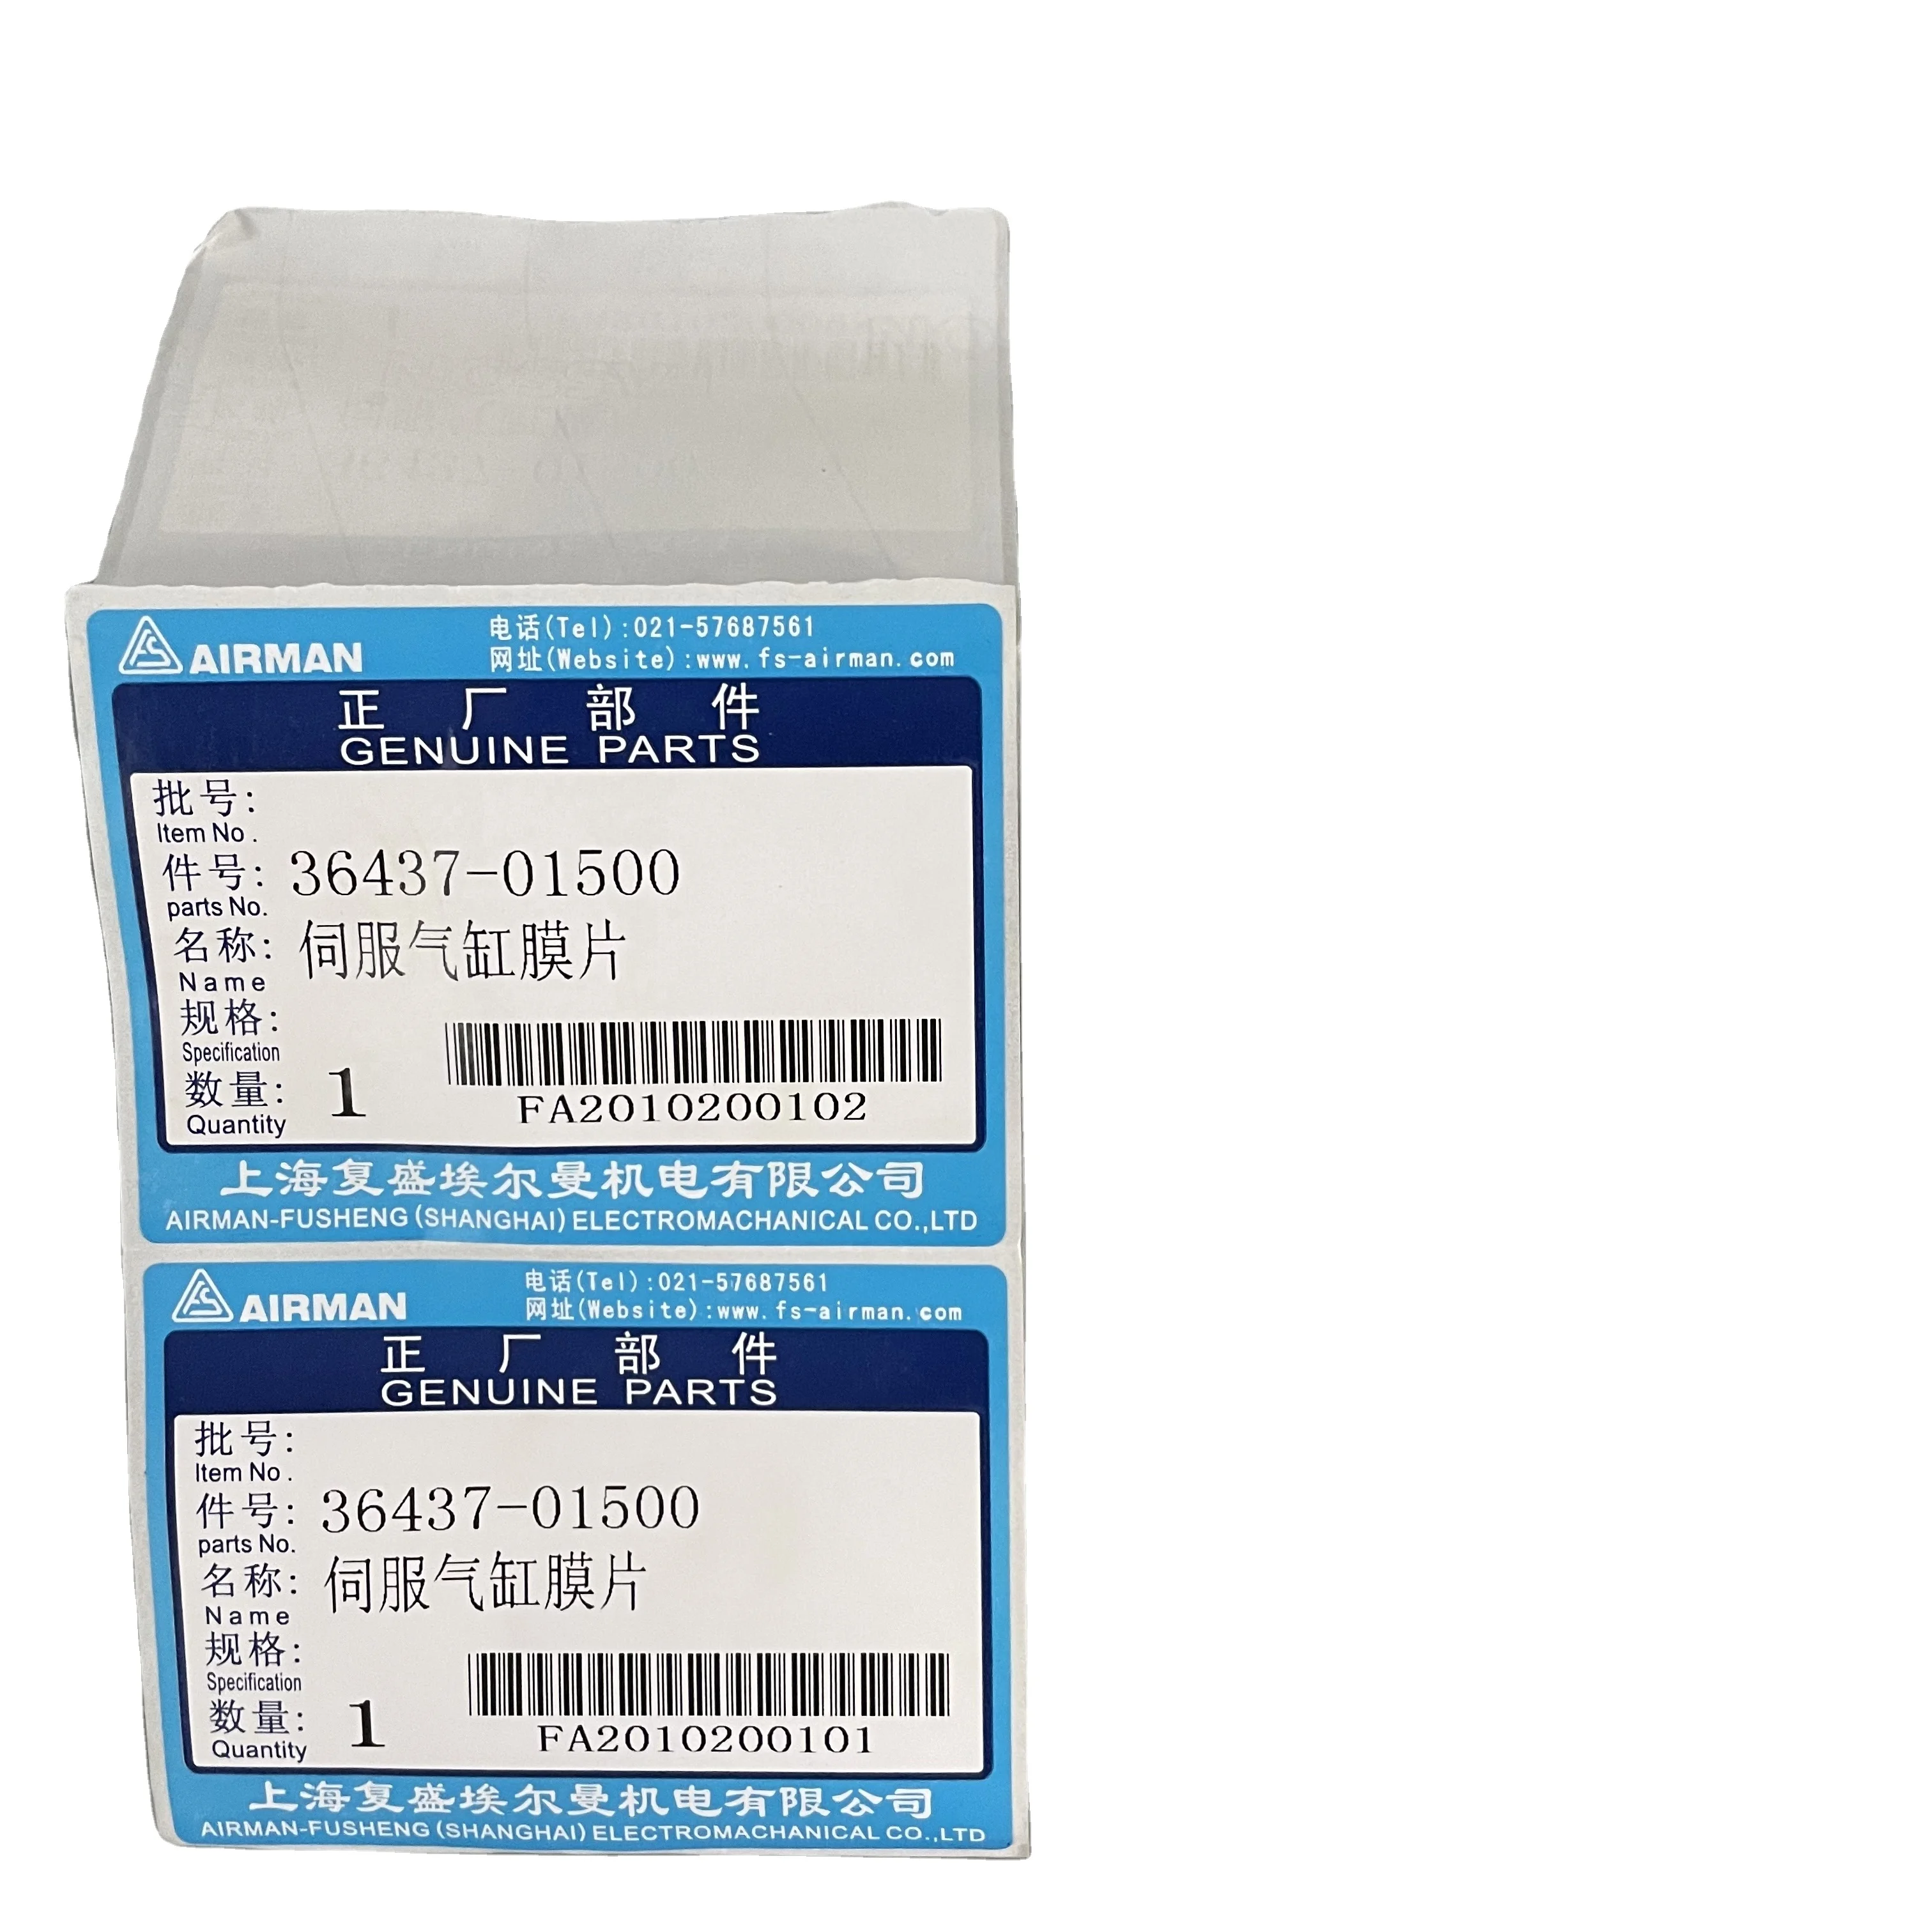 AIRMAN
电话(Tel):021-57687561
网址(Website):www.fs-airman.com
正厂部件
GENUINE PARTS
批号:
Item No.
件号: 36437-01500
parts No.
名称: 伺服气缸膜片
Name
规格:
Specification
数量: 1
Quantity
FA2010200102
上海复盛埃尔曼机电有限公司
AIRMAN-FUSHENG (SHANGHAI) ELECTROMACHANICAL CO.,LTD
AIRMAN
电话(Tel):021-57687561
网址(Website):www.fs-airman.com
正厂部件
GENUINE PARTS
批号:
Item No.
件号: 36437-01500
parts No.
名称: 伺服气缸膜片
Name
规格:
Specification
数量: 1
Quantity
FA2010200101
上海复盛埃尔曼机电有限公司
AIRMAN-FUSHENG (SHANGHAI) ELECTROMACHANICAL CO.,LTD